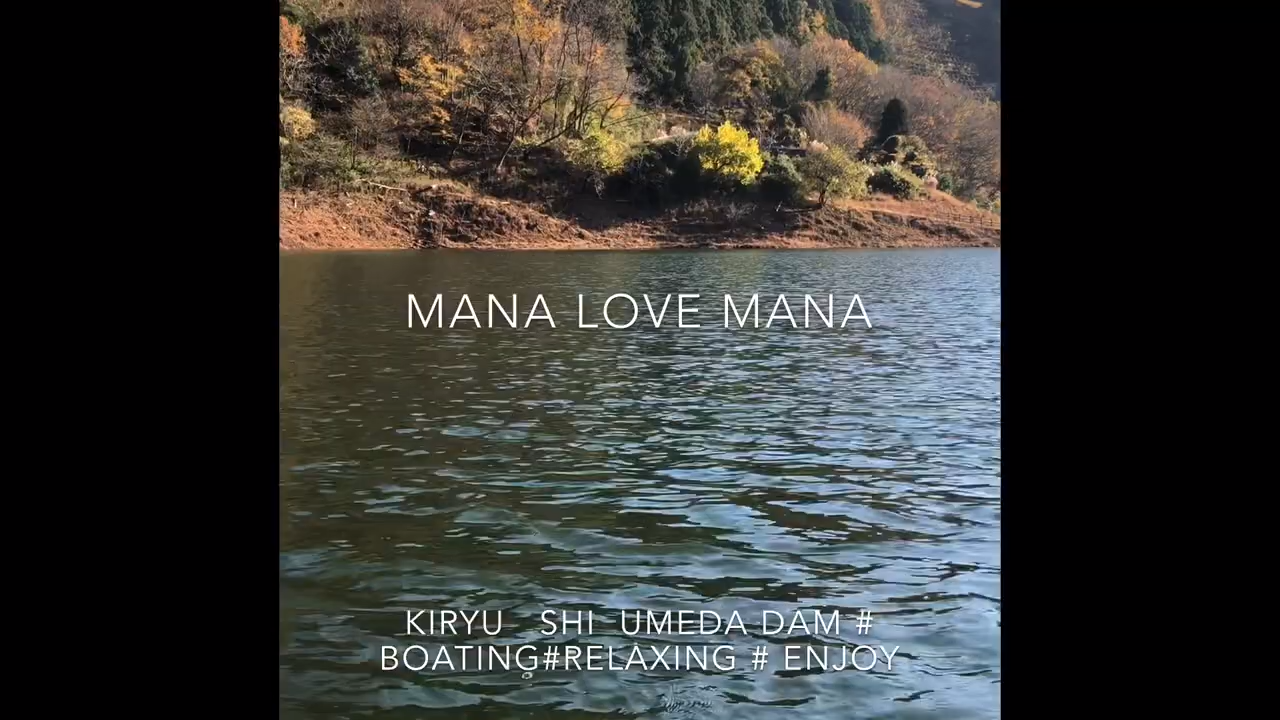 MANA LOVE MANA
KIRYU SHI UMEDA DAM #
BOATING#RELAXING # ENJOY